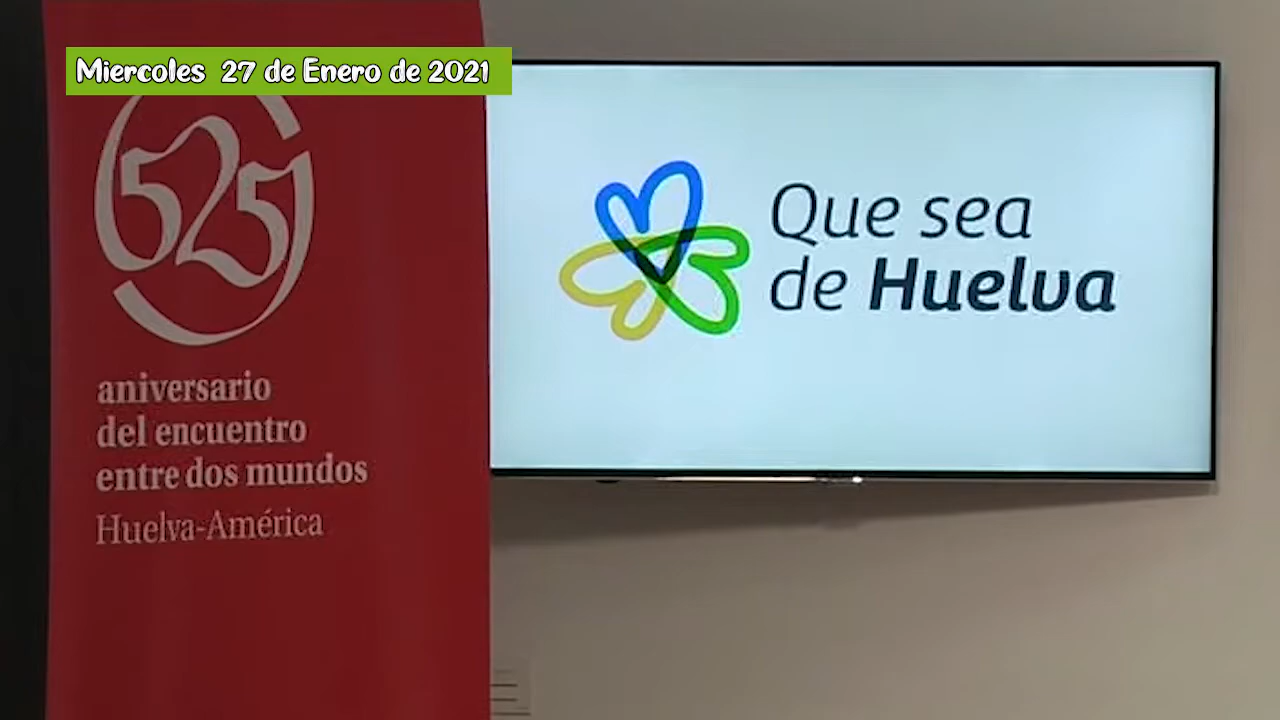 Miercoles 27 de Enero de 2021
525
aniversario
del encuentro
entre dos mundos
Huelva-América
Que sea
de Huelva